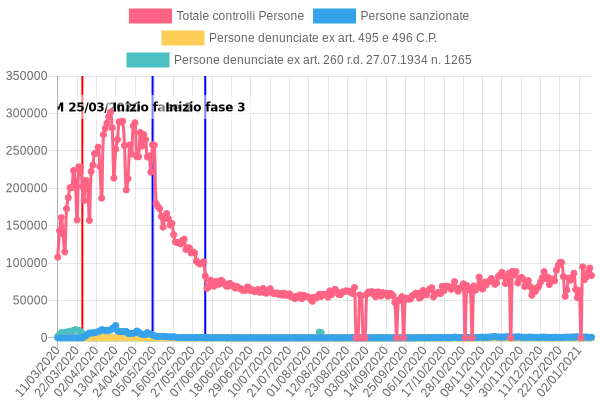 Totale controlli Persone Persone sanzionate
Persone denunciate ex art. 495 e 496 C.P.
Persone denunciate ex art. 260 r.d. 27.07.1934 n. 1265
350000
M 25/03/ Inizio fase Inizio fase 3
300000
250000
200000
150000
100000
50000
0
11/03/2020 22/03/2020 02/04/2020 13/04/2020 24/04/2020 05/05/2020 16/05/2020 27/05/2020 07/06/2020 18/06/2020 29/06/2020 10/07/2020 21/07/2020 01/08/2020 12/08/2020 23/08/2020 03/09/2020 14/09/2020 25/09/2020 06/10/2020 17/10/2020 28/10/2020 08/11/2020 19/11/2020 30/11/2020 11/12/2020 22/12/2020 02/01/2021